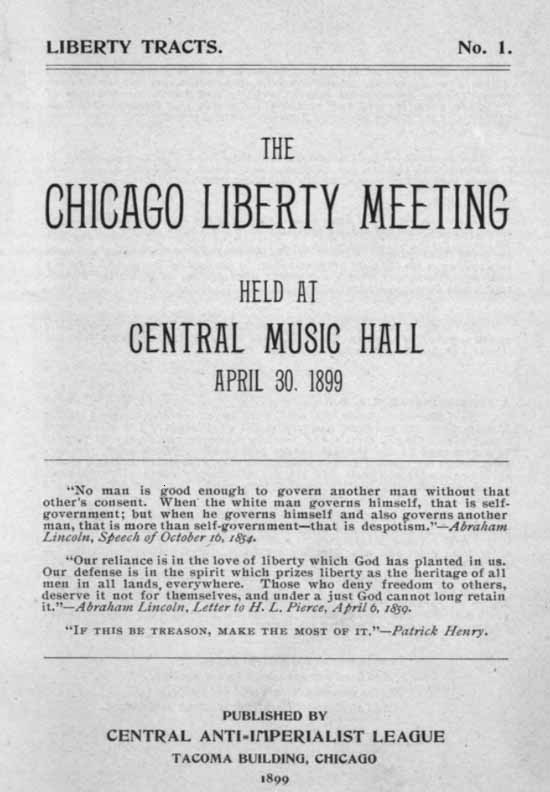 LIBERTY TRACTS. No. 1.
THE
CHICAGO LIBERTY MEETING
HELD AT
CENTRAL MUSIC HALL
APRIL 30. 1899
"No man is good enough to govern another man without that
other's consent. When the white man governs himself, that is self-
government; but when he governs himself and also governs another
man, that is more than self-government—that is despotism."—Abraham
Lincoln, Speech of October 16, 1854.
"Our reliance is in the love of liberty which God has planted in us.
Our defense is in the spirit which prizes liberty as the heritage of all
men in all lands, everywhere. Those who deny freedom to others,
deserve it not for themselves, and under a just God cannot long retain
it."—Abraham Lincoln, Letter to H. L. Pierce, April 6, 1859.
"IF THIS BE TREASON, MAKE THE MOST OF IT."—Patrick Henry.
PUBLISHED BY
CENTRAL ANTI-IMPERIALIST LEAGUE
TACOMA BUILDING, CHICAGO
1899